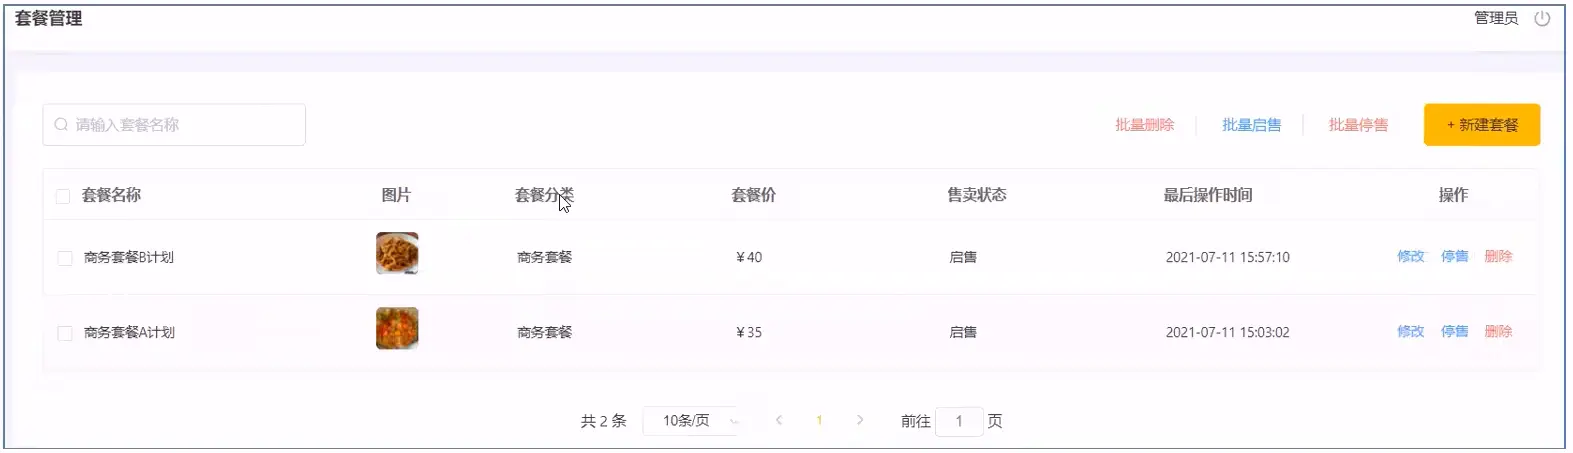 套餐管理 管理员
请输入套餐名称 批量删除 批量启售 批量停售 + 新建套餐
套餐名称 图片 套餐分类 套餐价 售卖状态 最后操作时间 操作
商务套餐B计划 商务套餐 ￥40 启售 2021-07-11 15:57:10 修改 停售 删除
商务套餐A计划 商务套餐 ￥35 启售 2021-07-11 15:03:02 修改 停售 删除
共 2 条 10条/页 1 前往 1 页